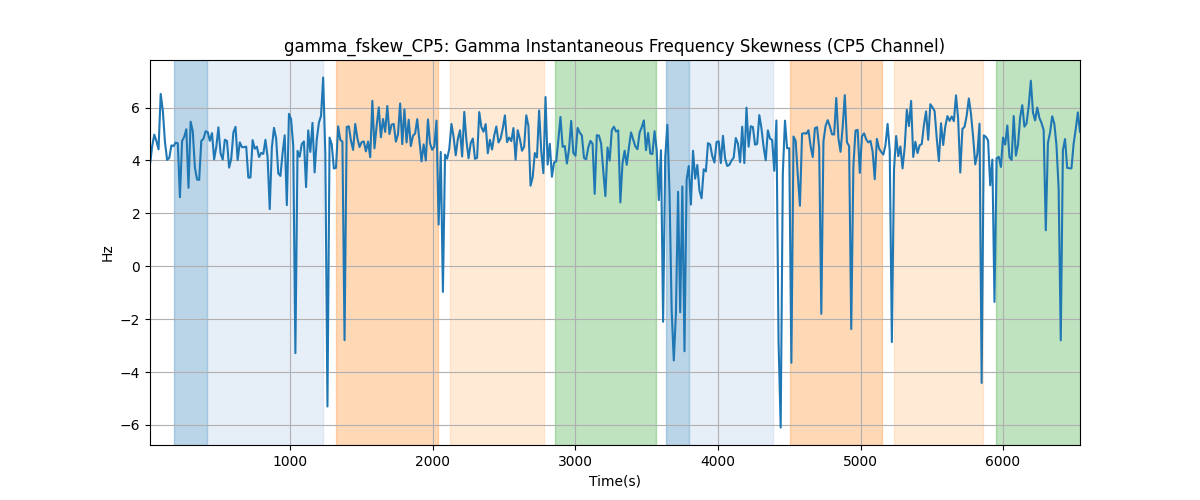 gamma_fskew_CP5: Gamma Instantaneous Frequency Skewness (CP5 Channel)
6
4
2
0
−2
−4
−6
Hz
1000 2000 3000 4000 5000 6000
Time(s)